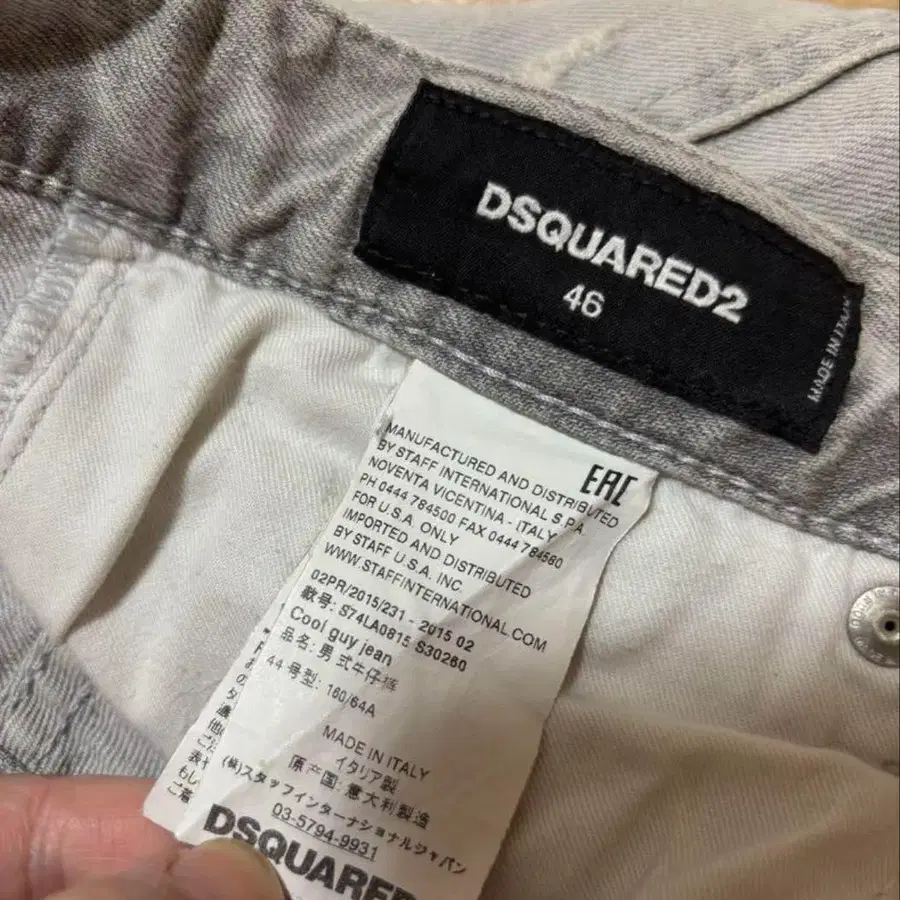 DSQUARED2
46
MADE IN ITALY
EAC
MANUFACTURED AND DISTRIBUTED
BY STAFF INTERNATIONAL S.P.A.
NOVENTA VICENTINA - ITALY
PH 0444 784500 FAX 0444 784560
FOR U.S.A. ONLY
IMPORTED AND DISTRIBUTED
BY STAFF U.S.A. INC.
WWW.STAFFINTERNATIONAL.COM
02PR/2015/231 - 2015 02
款号: S74LA0815 S30260
Cool guy jean
品名: 男式牛仔裤
44 号型: 160/64A
MADE IN ITALY
イタリア製
原产国: 意大利製造
(株)スタッフインターナショナルジャパン
03-5794-9931
DSQUARED